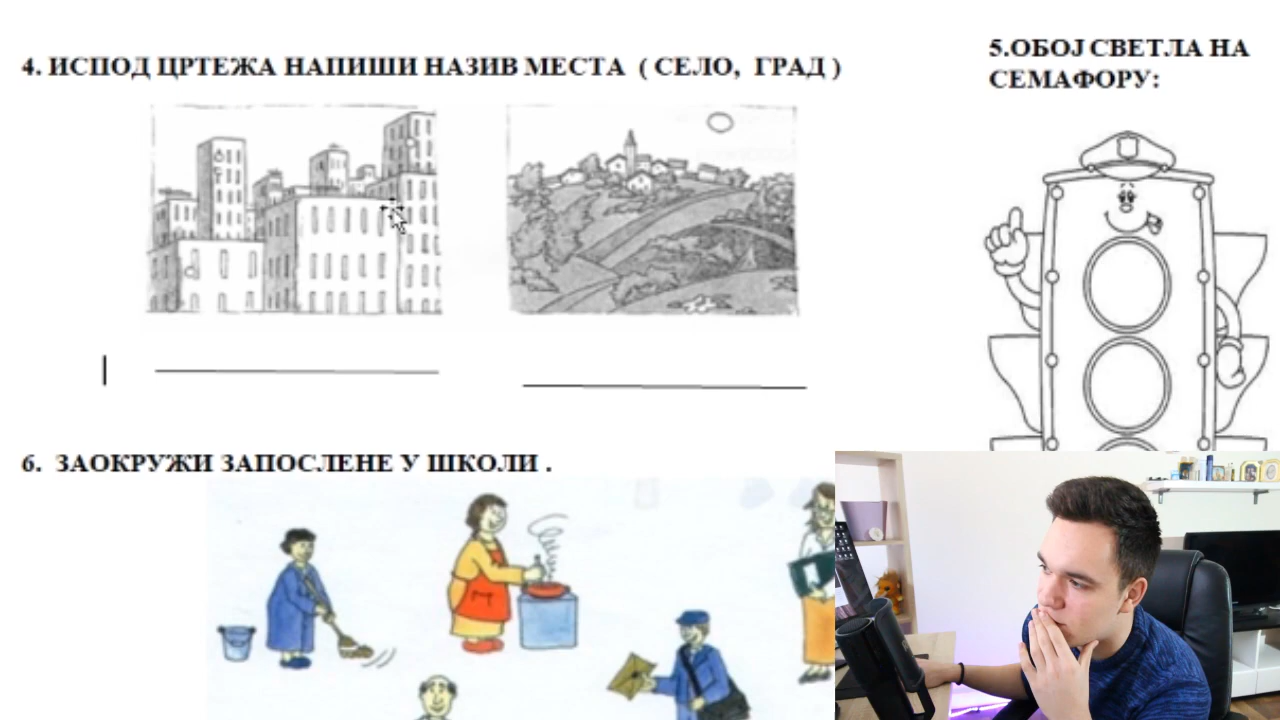 4. ИСПОД ЦРТЕЖА НАПИШИ НАЗИВ МЕСТА ( СЕЛО, ГРАД )
5.ОБОЈ СВЕТЛА НА
СЕМАФОРУ:
6. ЗАОКРУЖИ ЗАПОСЛЕНЕ У ШКОЛИ .